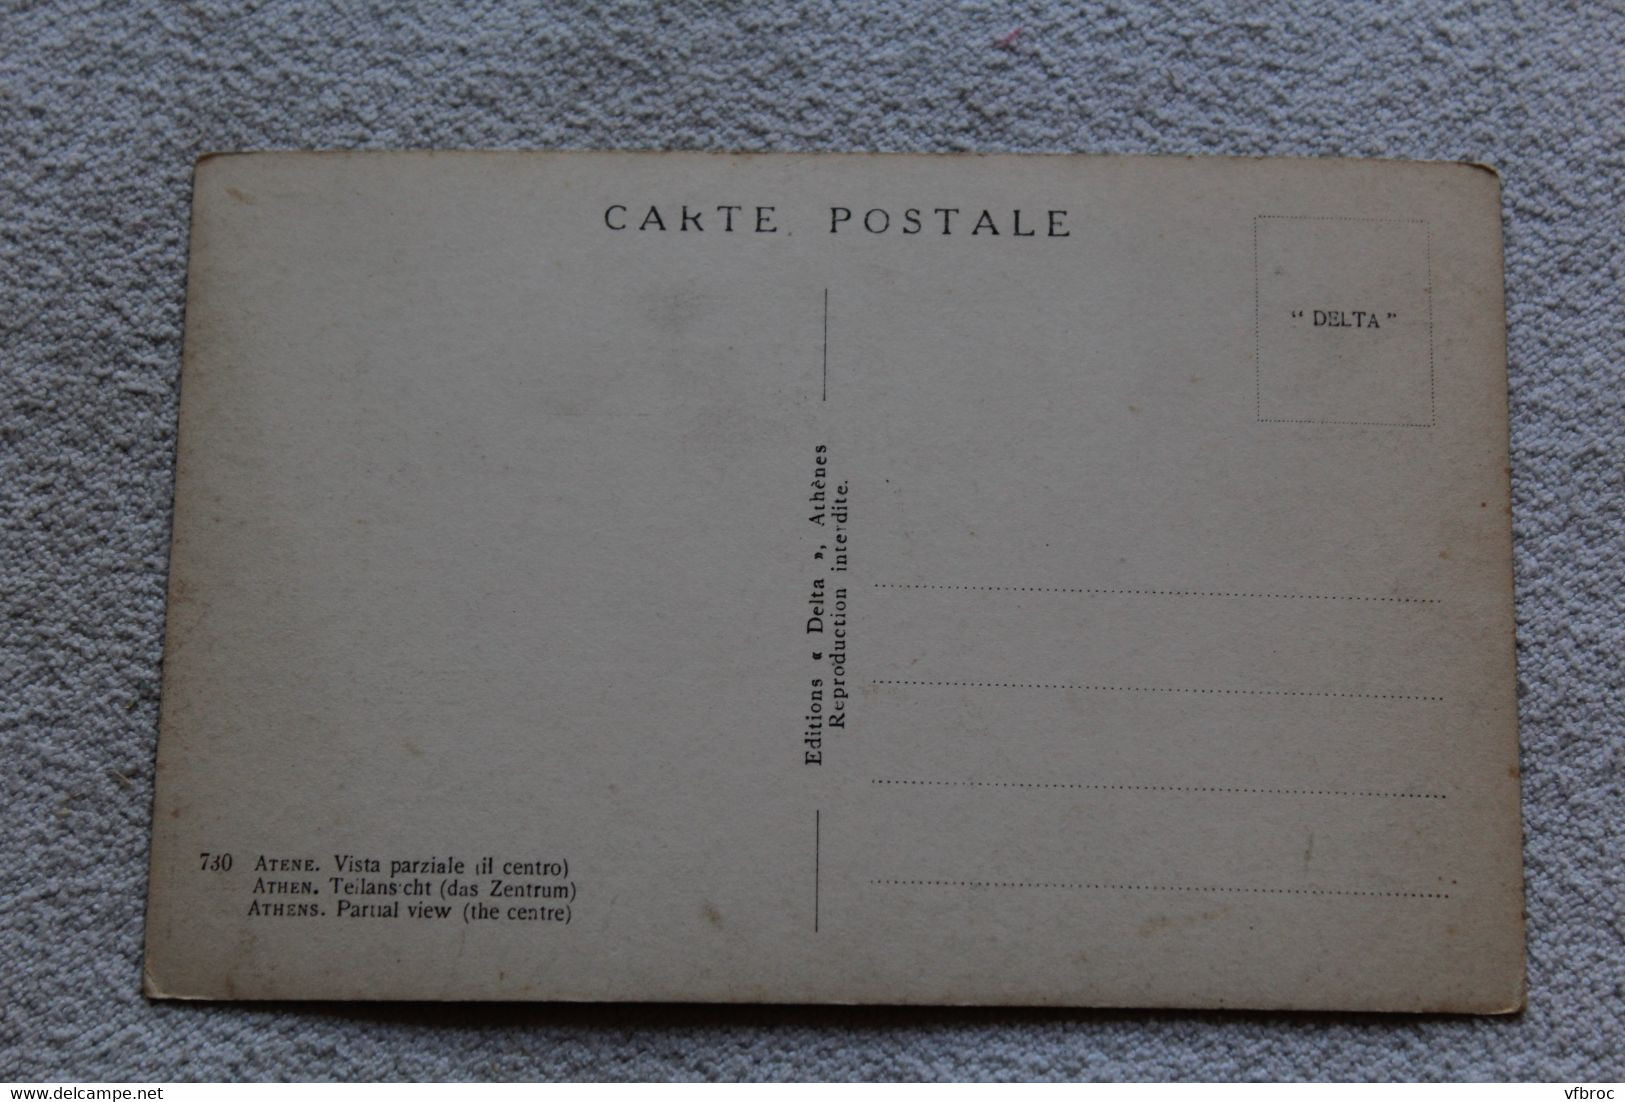 CARTE POSTALE
“ DELTA ”
Editions « Delta », Athènes
Reproduction interdite.
730 ATENE. Vista parziale (il centro)
ATHEN. Teilansicht (das Zentrum)
ATHENS. Partial view (the centre)
delcampe.net
vfbroc